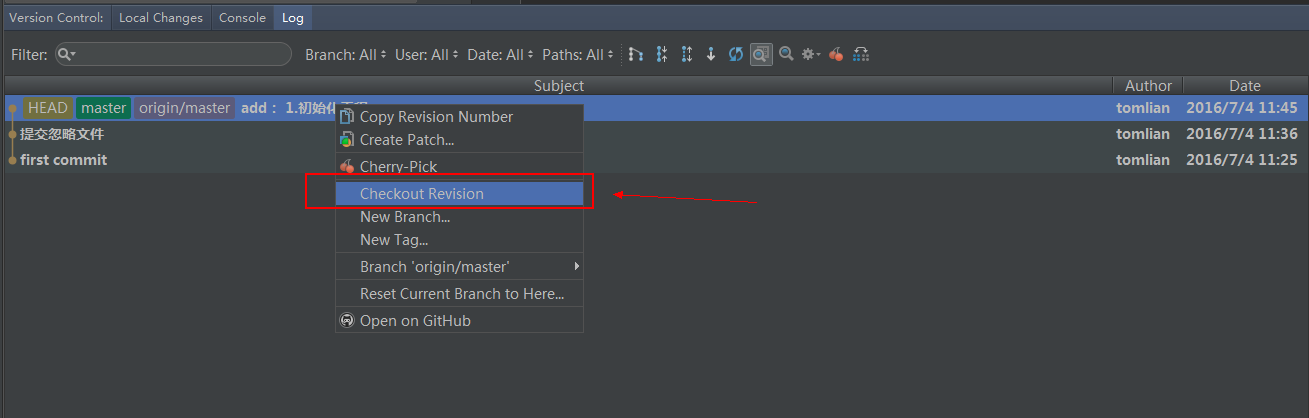 Version Control: Local Changes Console Log
Filter: Branch: All User: All Date: All Paths: All
Subject Author Date
HEAD master origin/master add： 1.初始化 tomlian 2016/7/4 11:45
提交忽略文件 tomlian 2016/7/4 11:36
first commit tomlian 2016/7/4 11:25
Copy Revision Number
Create Patch...
Cherry-Pick
Checkout Revision
New Branch...
New Tag...
Branch 'origin/master'
Reset Current Branch to Here...
Open on GitHub